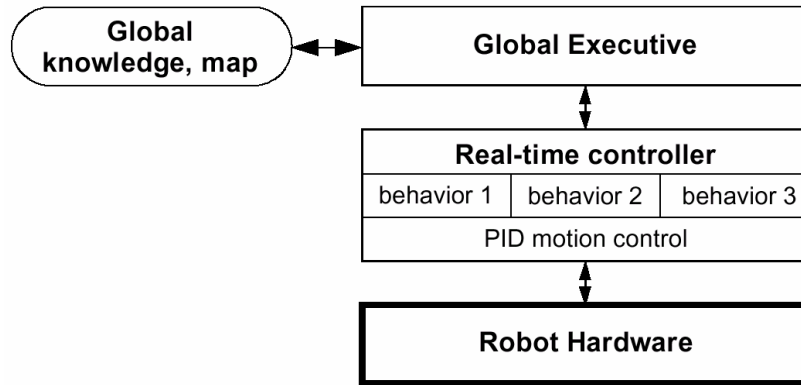 Global
knowledge, map
Global Executive
Real-time controller
behavior 1
behavior 2
behavior 3
PID motion control
Robot Hardware